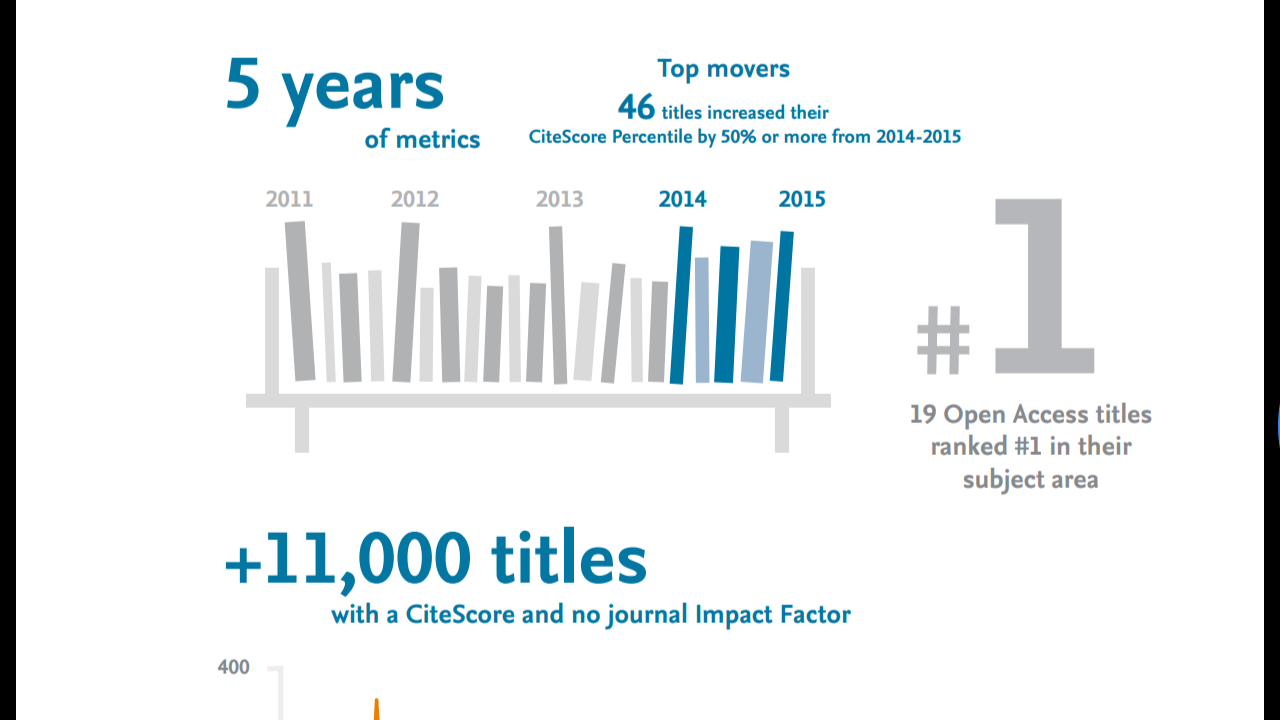 5 years
of metrics
Top movers
46 titles increased their
CiteScore Percentile by 50% or more from 2014-2015
2011 2012 2013 2014 2015
#1
19 Open Access titles
ranked #1 in their
subject area
+11,000 titles
with a CiteScore and no journal Impact Factor
400